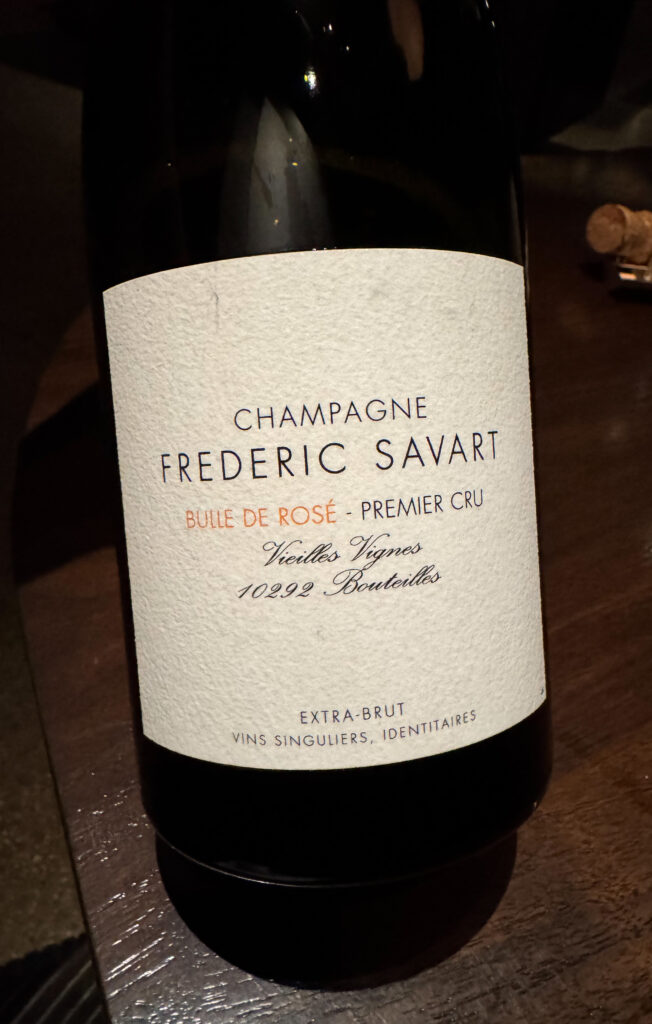 CHAMPAGNE
FREDERIC SAVART
BULLE DE ROSÉ - PREMIER CRU
Vieilles Vignes
10292 Bouteilles
EXTRA-BRUT
VINS SINGULIERS, IDENTITAIRES